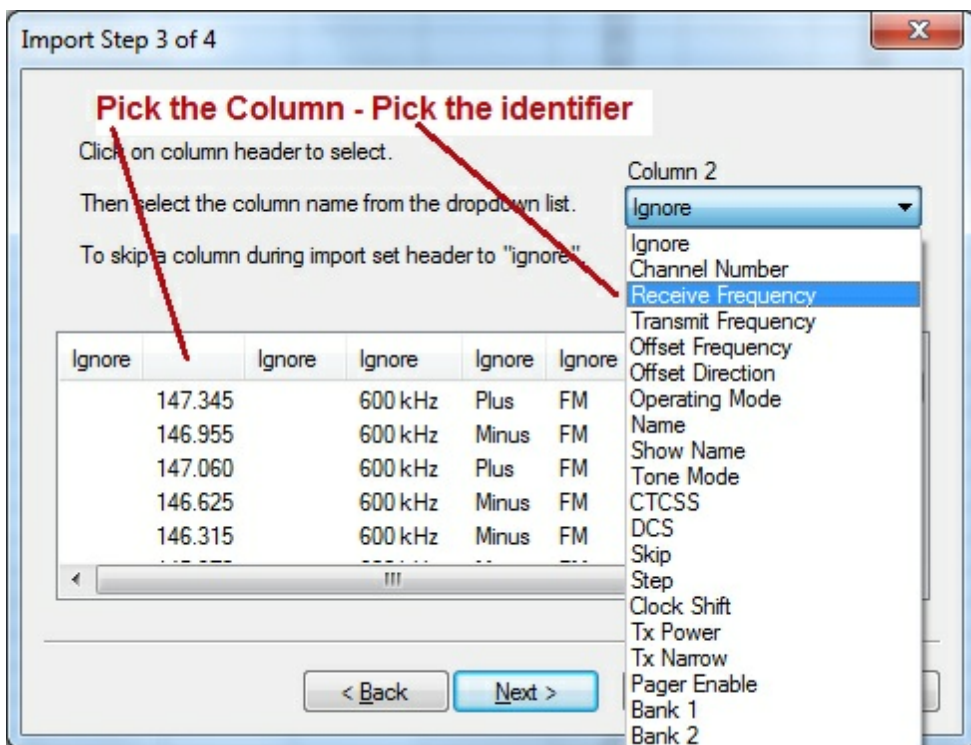 Import Step 3 of 4
Pick the Column - Pick the identifier
Click on column header to select.
Then select the column name from the dropdown list.
To skip a column during import set header to "ignore".
Column 2
Ignore
Ignore
Channel Number
Receive Frequency
Transmit Frequency
Offset Frequency
Offset Direction
Operating Mode
Name
Show Name
Tone Mode
CTCSS
DCS
Skip
Step
Clock Shift
Tx Power
Tx Narrow
Pager Enable
Bank 1
Bank 2
Ignore Ignore Ignore Ignore Ignore
147.345 600 kHz Plus FM
146.955 600 kHz Minus FM
147.060 600 kHz Plus FM
146.625 600 kHz Minus FM
146.315 600 kHz Minus FM
< Back Next >